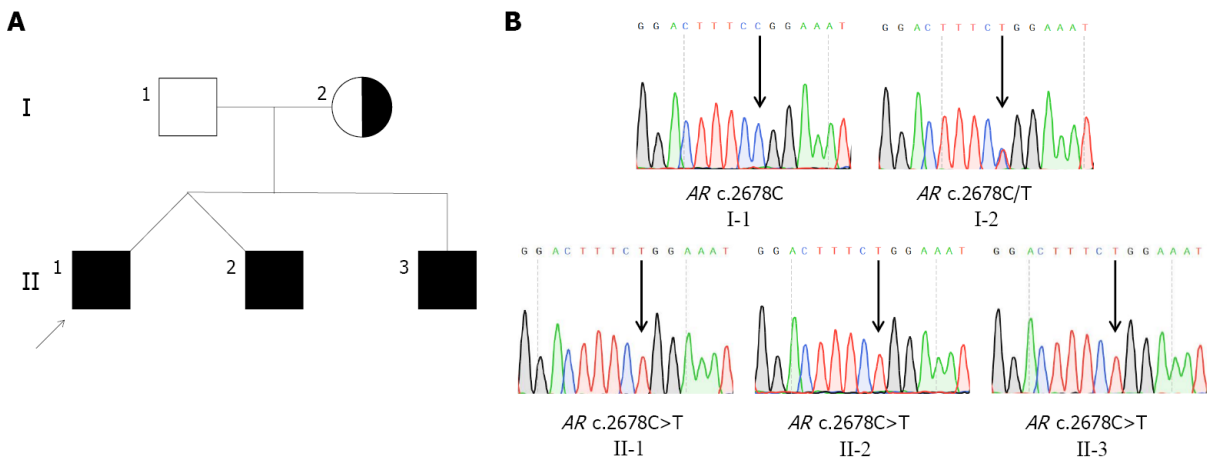 A
B
I
1
2
II
1
2
3
G G A C T T T C C G G A A A T
G G A C T T T C T G G A A A T
AR c.2678C
I-1
AR c.2678C/T
I-2
G G A C T T T C T G G A A A T
G G A C T T T C T G G A A A T
G G A C T T T C T G G A A A T
AR c.2678C>T
II-1
AR c.2678C>T
II-2
AR c.2678C>T
II-3